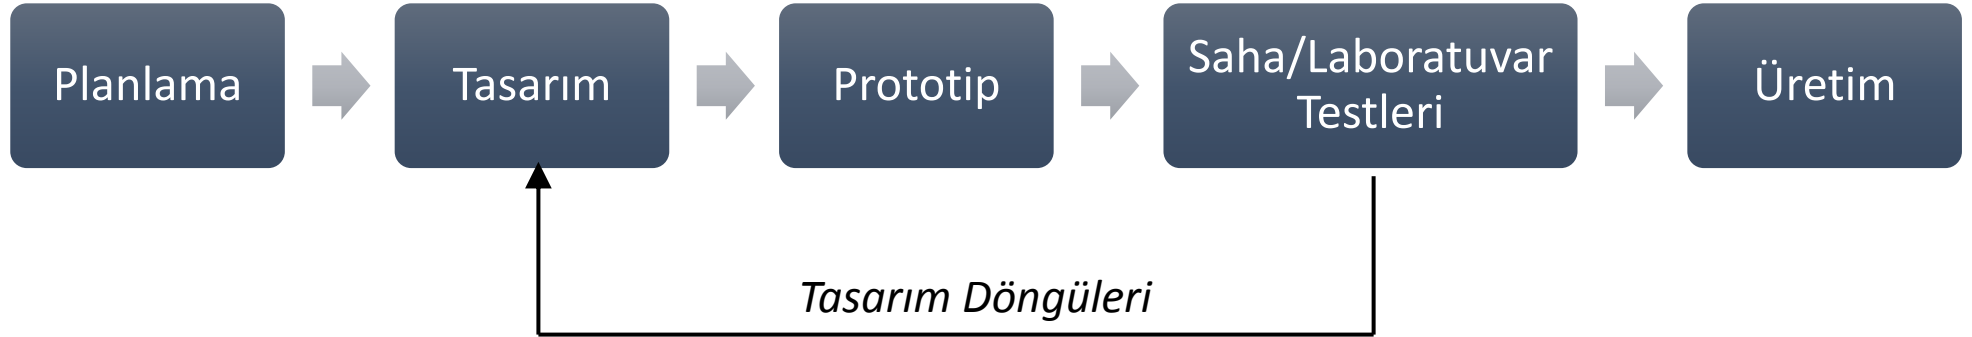 Planlama
Tasarım
Prototip
Saha/Laboratuvar
Testleri
Üretim
Tasarım Döngüleri